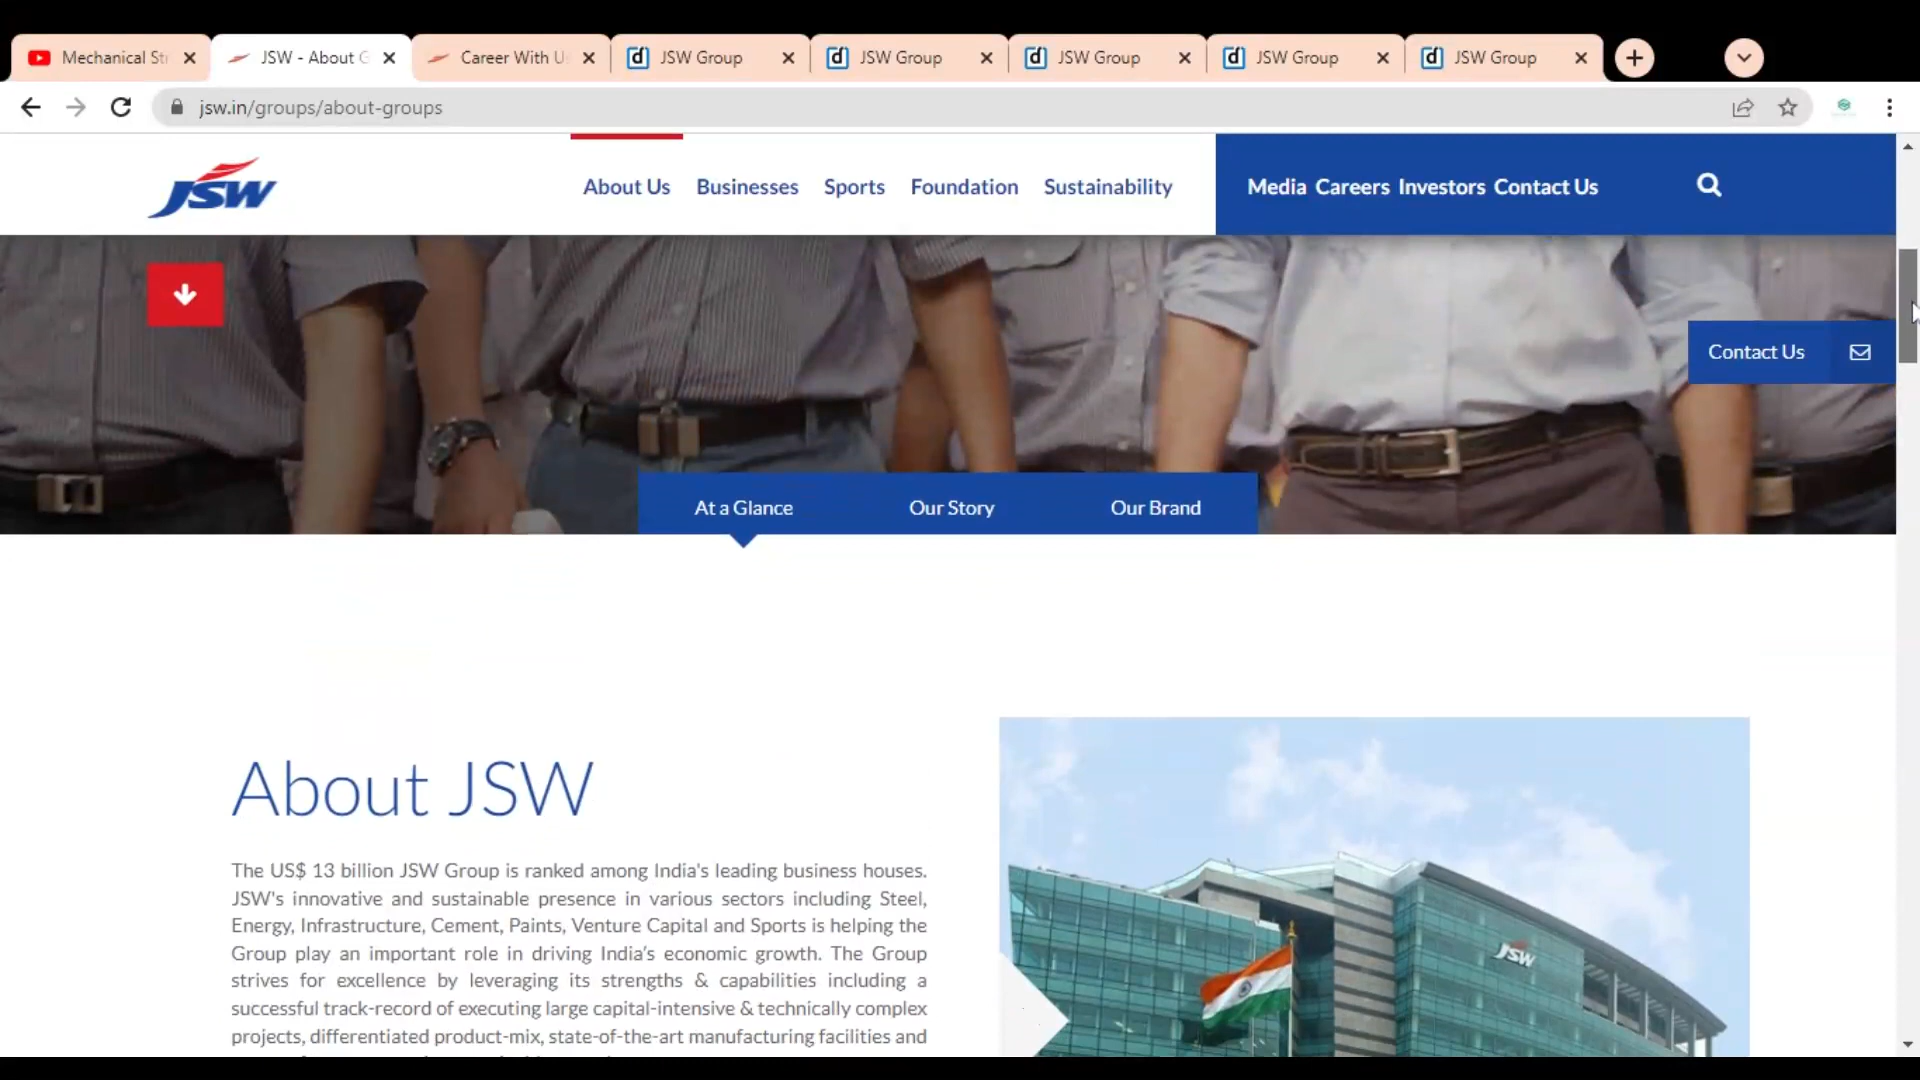 Mechanical St
JSW - About G
Career With U
JSW Group
JSW Group
JSW Group
JSW Group
JSW Group
jsw.in/groups/about-groups
JSW
About Us
Businesses
Sports
Foundation
Sustainability
Media
Careers
Investors
Contact Us
Contact Us
At a Glance
Our Story
Our Brand
About JSW
The US$ 13 billion JSW Group is ranked among India's leading business houses.
JSW's innovative and sustainable presence in various sectors including Steel,
Energy, Infrastructure, Cement, Paints, Venture Capital and Sports is helping the
Group play an important role in driving India's economic growth. The Group
strives for excellence by leveraging its strengths & capabilities including a
successful track-record of executing large capital-intensive & technically complex
projects, differentiated product-mix, state-of-the-art manufacturing facilities and
JSW